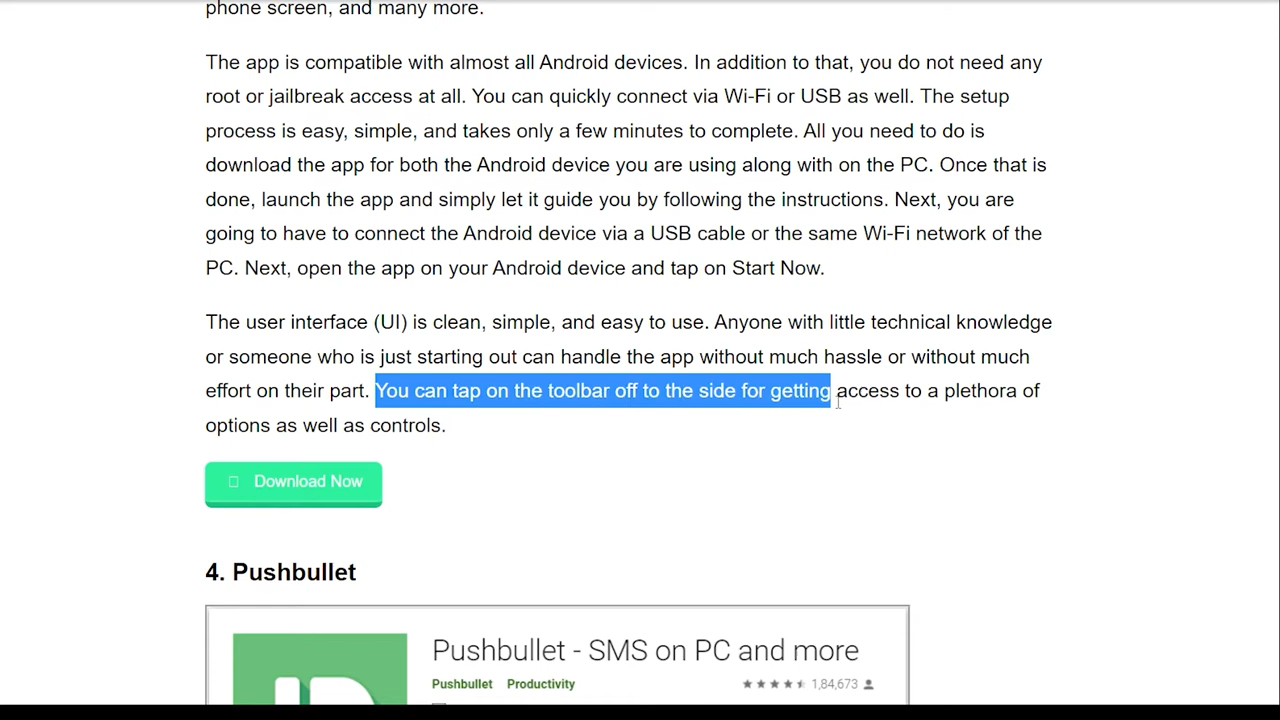 phone screen, and many more.
The app is compatible with almost all Android devices. In addition to that, you do not need any
root or jailbreak access at all. You can quickly connect via Wi-Fi or USB as well. The setup
process is easy, simple, and takes only a few minutes to complete. All you need to do is
download the app for both the Android device you are using along with on the PC. Once that is
done, launch the app and simply let it guide you by following the instructions. Next, you are
going to have to connect the Android device via a USB cable or the same Wi-Fi network of the
PC. Next, open the app on your Android device and tap on Start Now.
The user interface (UI) is clean, simple, and easy to use. Anyone with little technical knowledge
or someone who is just starting out can handle the app without much hassle or without much
effort on their part. You can tap on the toolbar off to the side for getting access to a plethora of
options as well as controls.
Download Now
4. Pushbullet
Pushbullet - SMS on PC and more
Pushbullet Productivity 1,84,673